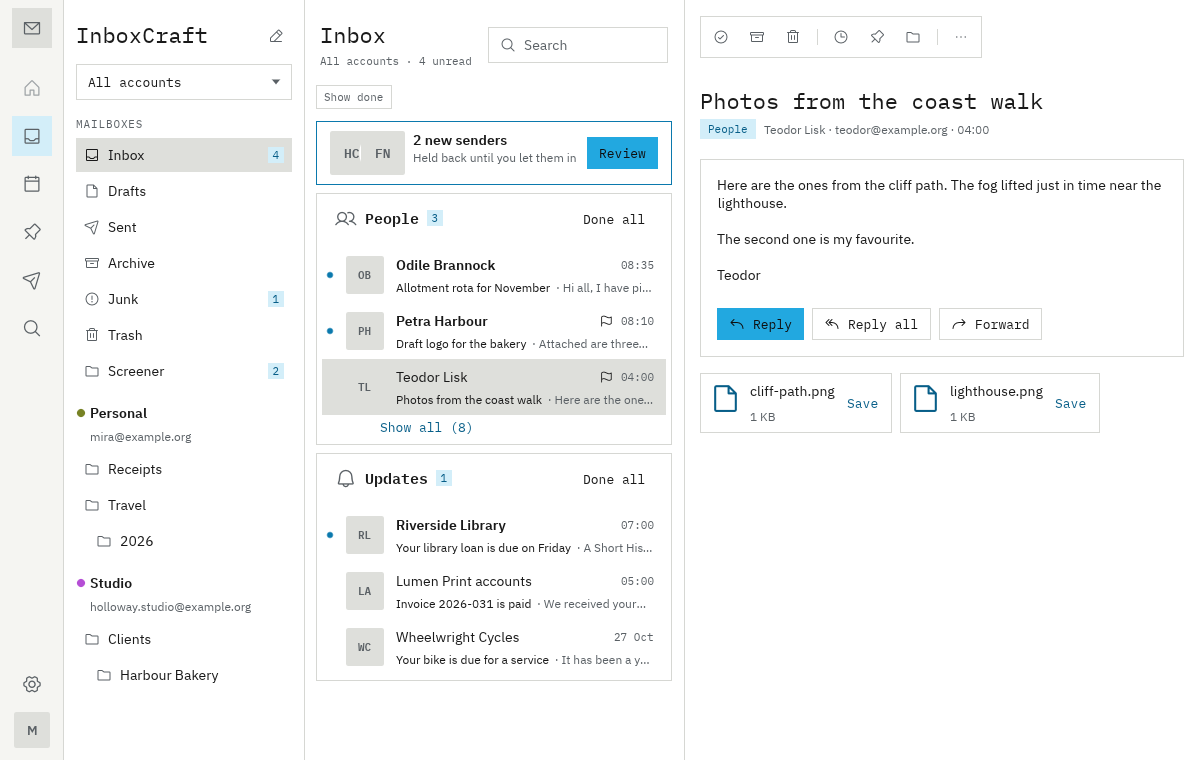 InboxCraft
All accounts
MAILBOXES
Inbox 4
Drafts
Sent
Archive
Junk 1
Trash
Screener 2
Personal
mira@example.org
Receipts
Travel
2026
Studio
holloway.studio@example.org
Clients
Harbour Bakery
M
Inbox
All accounts · 4 unread
Search
Show done
HC FN
2 new senders
Held back until you let them in
Review
People 3
Done all
OB
Odile Brannock 08:35
Allotment rota for November · Hi all, I have pi…
PH
Petra Harbour 08:10
Draft logo for the bakery · Attached are three…
TL
Teodor Lisk 04:00
Photos from the coast walk · Here are the one…
Show all (8)
Updates 1
Done all
RL
Riverside Library 07:00
Your library loan is due on Friday · A Short His…
LA
Lumen Print accounts 05:00
Invoice 2026-031 is paid · We received your…
WC
Wheelwright Cycles 27 Oct
Your bike is due for a service · It has been a y…
Photos from the coast walk
People Teodor Lisk · teodor@example.org · 04:00
Here are the ones from the cliff path. The fog lifted just in time near the
lighthouse.
The second one is my favourite.
Teodor
Reply
Reply all
Forward
cliff-path.png
1 KB
Save
lighthouse.png
1 KB
Save